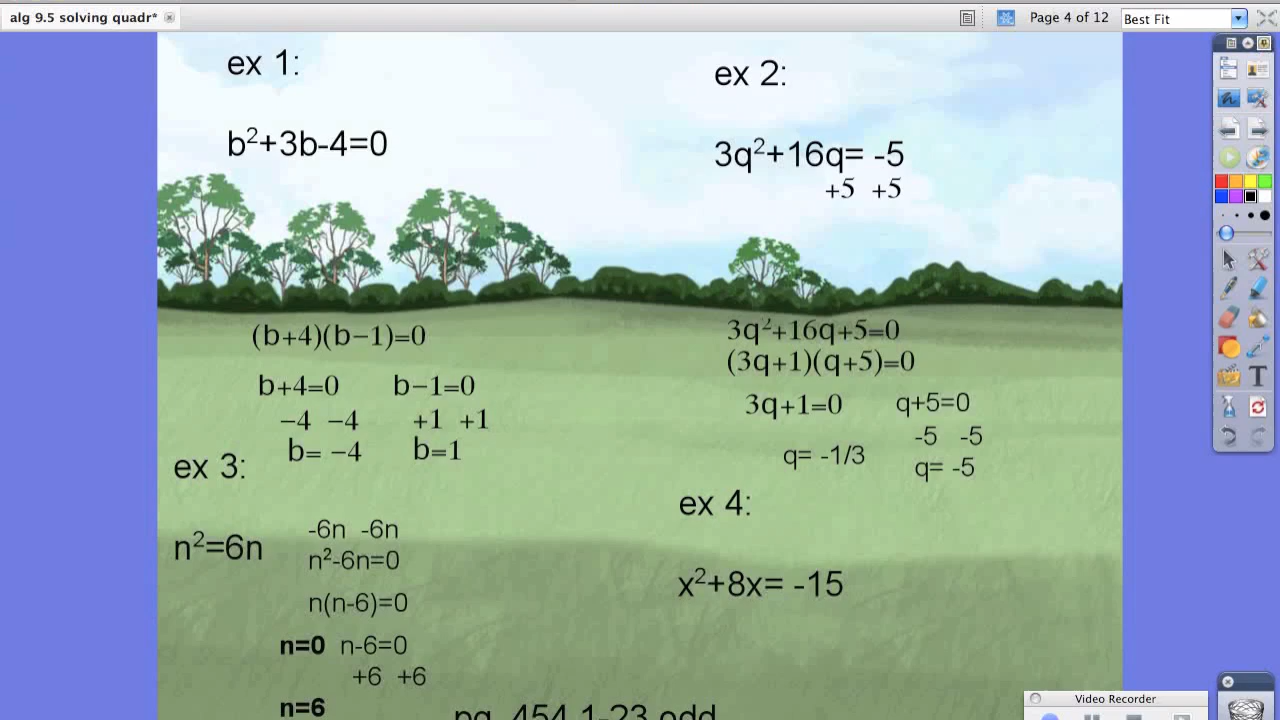 alg 9.5 solving quadr*
Page 4 of 12
Best Fit
ex 1:
b²+3b-4=0
(b+4)(b−1)=0
b+4=0 b−1=0
−4 −4 +1 +1
b= −4 b=1
ex 2:
3q²+16q= -5
+5 +5
3q²+16q+5=0
(3q+1)(q+5)=0
3q+1=0 q+5=0
-5 -5
q= -1/3
q= -5
ex 3:
n²=6n
-6n -6n
n²-6n=0
n(n-6)=0
n=0 n-6=0
+6 +6
n=6
ex 4:
x²+8x= -15
pg. 454 1-23 odd
Video Recorder
T